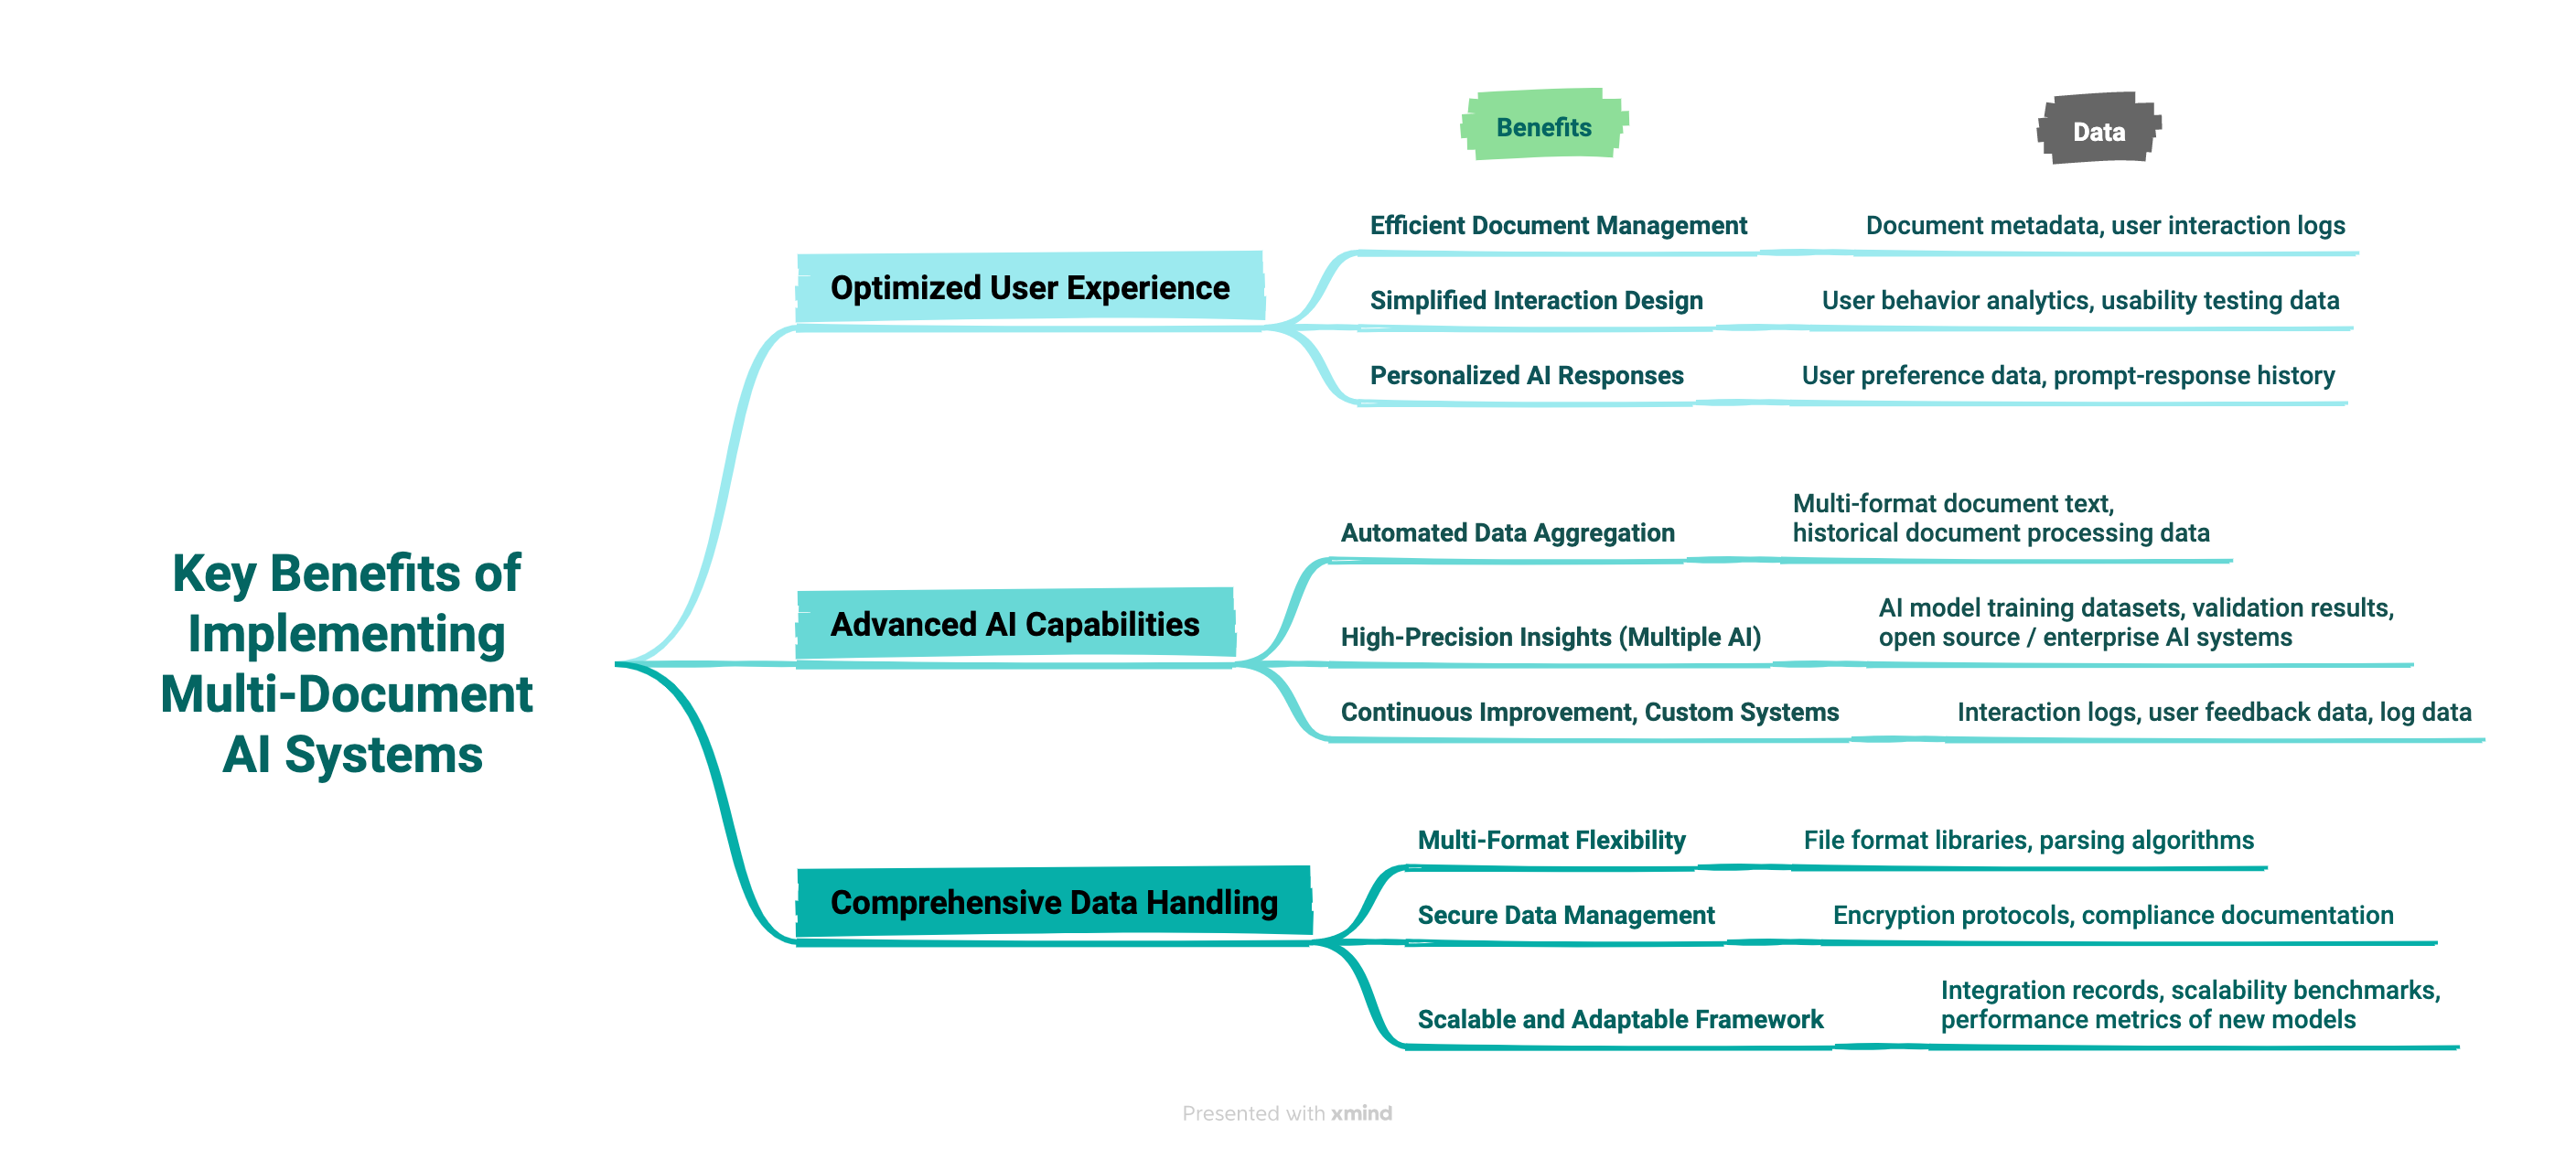 Benefits
Data
Key Benefits of
Implementing
Multi-Document
AI Systems
Optimized User Experience
Efficient Document Management
Document metadata, user interaction logs
Simplified Interaction Design
User behavior analytics, usability testing data
Personalized AI Responses
User preference data, prompt-response history
Advanced AI Capabilities
Automated Data Aggregation
Multi-format document text,
historical document processing data
High-Precision Insights (Multiple AI)
AI model training datasets, validation results,
open source / enterprise AI systems
Continuous Improvement, Custom Systems
Interaction logs, user feedback data, log data
Comprehensive Data Handling
Multi-Format Flexibility
File format libraries, parsing algorithms
Secure Data Management
Encryption protocols, compliance documentation
Scalable and Adaptable Framework
Integration records, scalability benchmarks,
performance metrics of new models
Presented with xmind